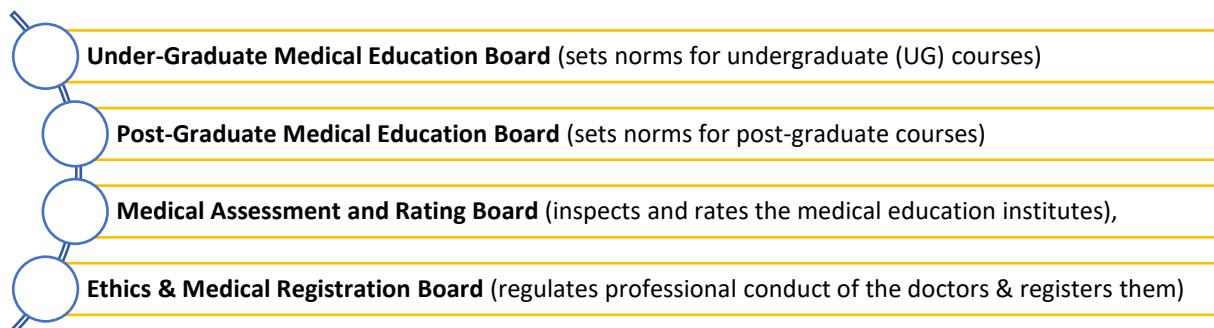 Under-Graduate Medical Education Board (sets norms for undergraduate (UG) courses)
Post-Graduate Medical Education Board (sets norms for post-graduate courses)
Medical Assessment and Rating Board (inspects and rates the medical education institutes),
Ethics & Medical Registration Board (regulates professional conduct of the doctors & registers them)